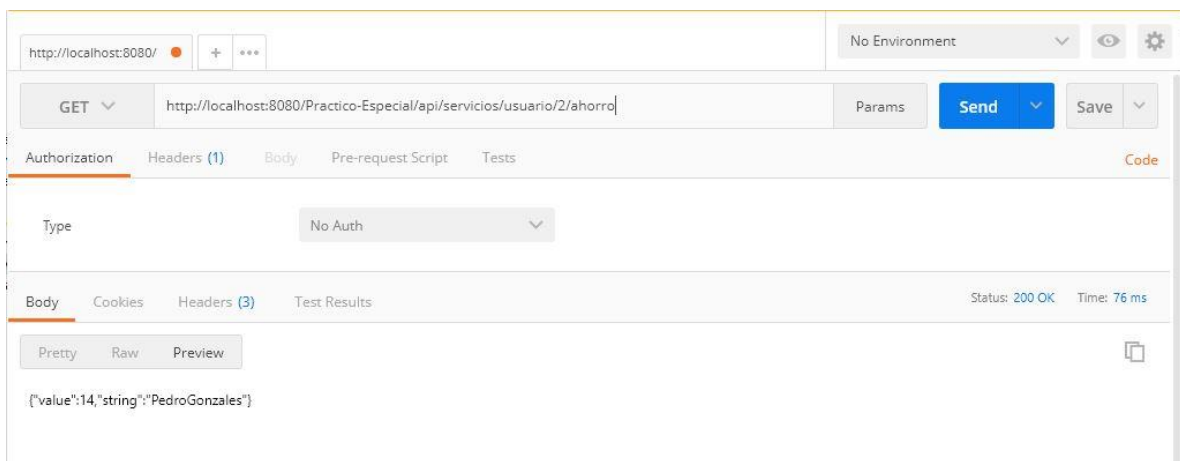 http://localhost:8080/ + ••• No Environment
GET http://localhost:8080/Practico-Especial/api/servicios/usuario/2/ahorro Params Send Save
Authorization Headers (1) Body Pre-request Script Tests Code
Type No Auth
Body Cookies Headers (3) Test Results Status: 200 OK Time: 76 ms
Pretty Raw Preview
{"value":14,"string":"PedroGonzales"}